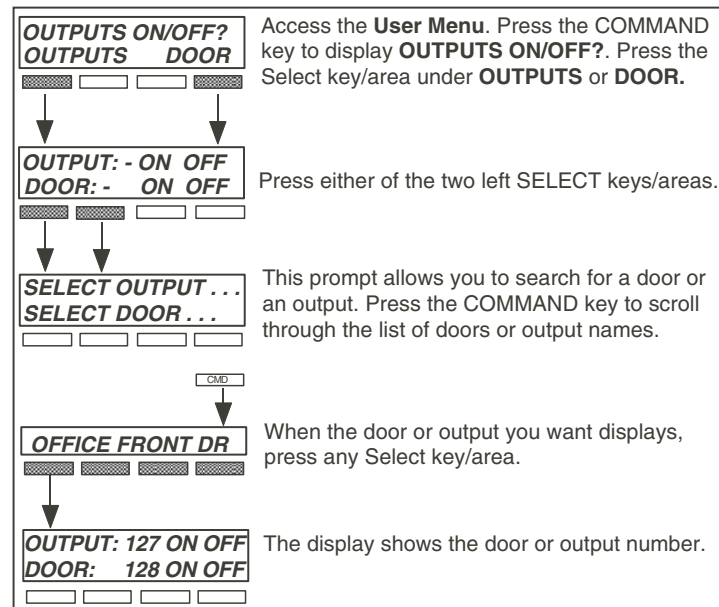 OUTPUTS ON/OFF?
OUTPUTS DOOR
Access the User Menu. Press the COMMAND
key to display OUTPUTS ON/OFF?. Press the
Select key/area under OUTPUTS or DOOR.
OUTPUT: - ON OFF
DOOR: - ON OFF
Press either of the two left SELECT keys/areas.
SELECT OUTPUT . . .
SELECT DOOR . . .
This prompt allows you to search for a door or
an output. Press the COMMAND key to scroll
through the list of doors or output names.
CMD
OFFICE FRONT DR
When the door or output you want displays,
press any Select key/area.
OUTPUT: 127 ON OFF
DOOR: 128 ON OFF
The display shows the door or output number.